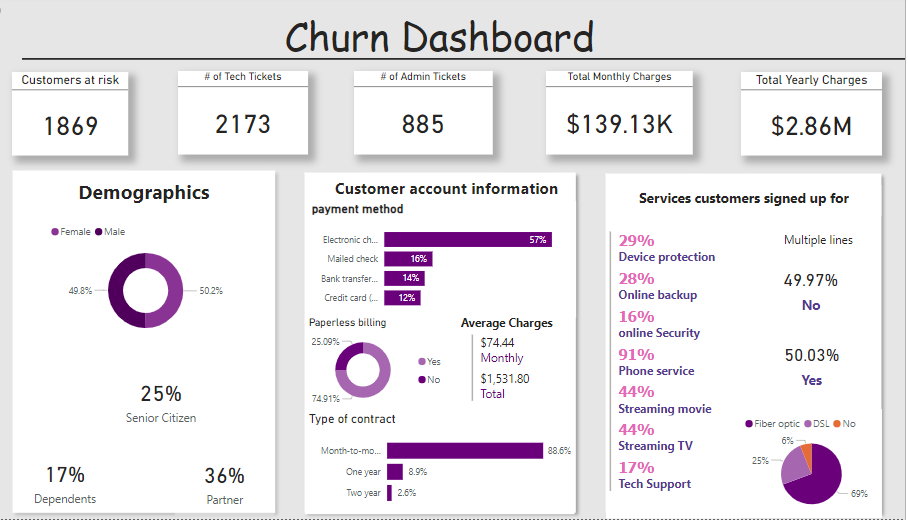 Churn Dashboard
Customers at risk
1869
# of Tech Tickets
2173
# of Admin Tickets
885
Total Monthly Charges
$139.13K
Total Yearly Charges
$2.86M
Demographics
Female Male
49.8%
50.2%
25%
Senior Citizen
17%
Dependents
36%
Partner
Customer account information
payment method
Electronic ch... 57%
Mailed check 16%
Bank transfer... 14%
Credit card (... 12%
Paperless billing
25.09%
74.91%
Yes
No
Average Charges
$74.44
Monthly
$1,531.80
Total
Type of contract
Month-to-mo... 88.6%
One year 8.9%
Two year 2.6%
Services customers signed up for
29%
Device protection
28%
Online backup
16%
online Security
91%
Phone service
44%
Streaming movie
44%
Streaming TV
17%
Tech Support
Multiple lines
49.97%
No
50.03%
Yes
Fiber optic DSL No
6%
25%
69%